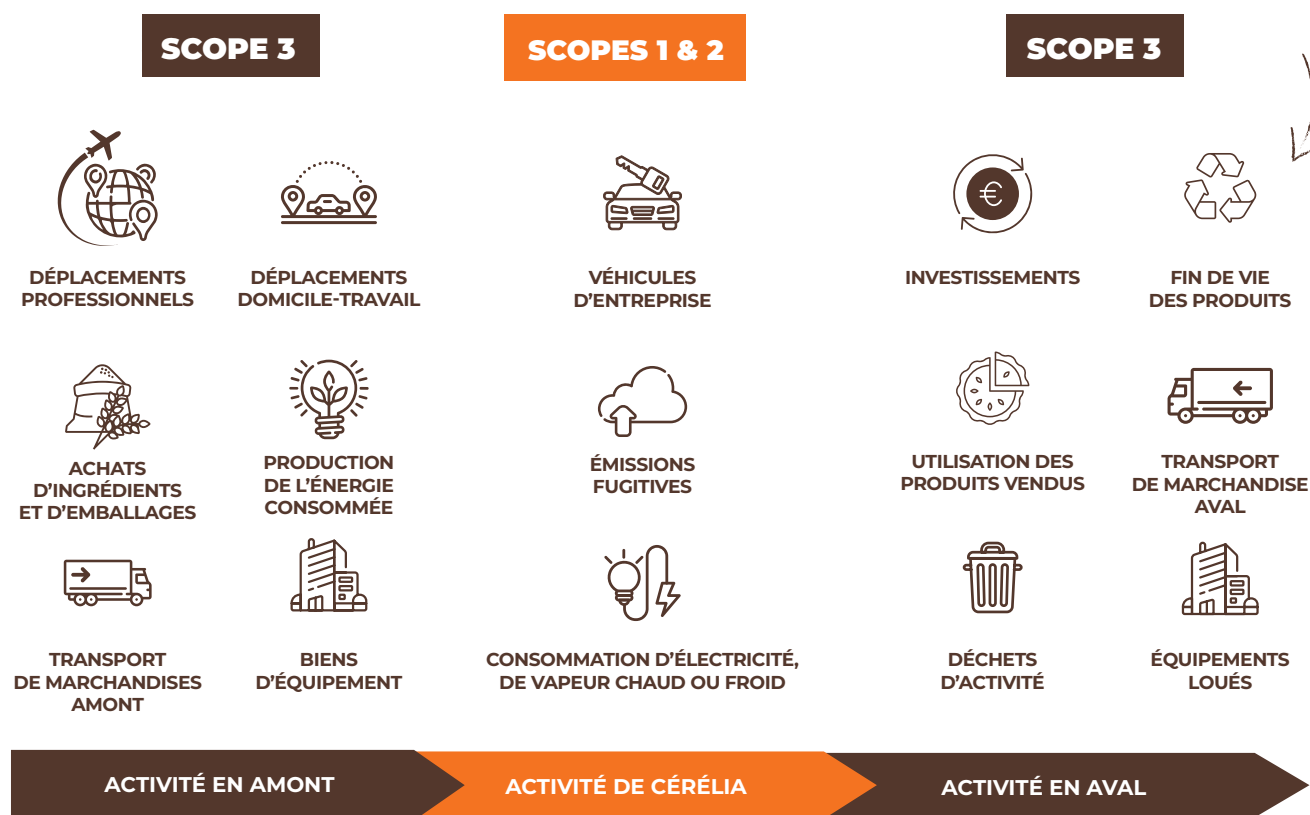 SCOPE 3
SCOPES 1 & 2
SCOPE 3
DÉPLACEMENTS
PROFESSIONNELS
DÉPLACEMENTS
DOMICILE-TRAVAIL
VÉHICULES
D'ENTREPRISE
INVESTISSEMENTS
FIN DE VIE
DES PRODUITS
ACHATS
D'INGRÉDIENTS
ET D'EMBALLAGES
PRODUCTION
DE L'ÉNERGIE
CONSOMMÉE
ÉMISSIONS
FUGITIVES
UTILISATION DES
PRODUITS VENDUS
TRANSPORT
DE MARCHANDISE
AVAL
TRANSPORT
DE MARCHANDISES
AMONT
BIENS
D'ÉQUIPEMENT
CONSOMMATION D'ÉLECTRICITÉ,
DE VAPEUR CHAUD OU FROID
DÉCHETS
D'ACTIVITÉ
ÉQUIPEMENTS
LOUÉS
ACTIVITÉ EN AMONT
ACTIVITÉ DE CÉRÉLIA
ACTIVITÉ EN AVAL